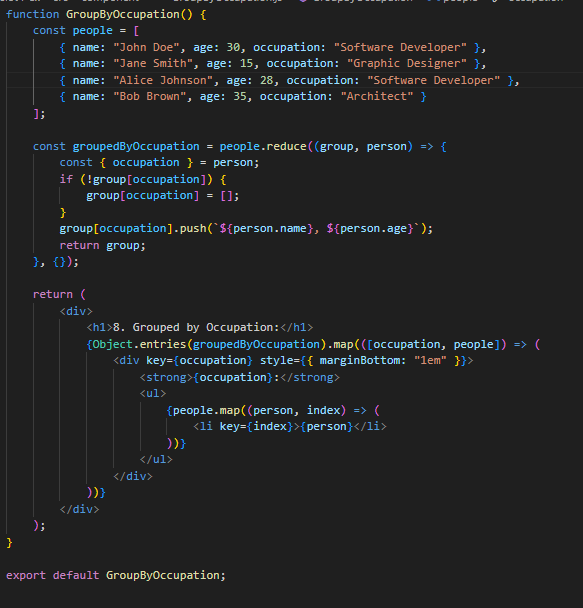 function GroupByOccupation() {
    const people = [
        { name: "John Doe", age: 30, occupation: "Software Developer" },
        { name: "Jane Smith", age: 15, occupation: "Graphic Designer" },
        { name: "Alice Johnson", age: 28, occupation: "Software Developer" },
        { name: "Bob Brown", age: 35, occupation: "Architect" }
    ];

    const groupedByOccupation = people.reduce((group, person) => {
        const { occupation } = person;
        if (!group[occupation]) {
            group[occupation] = [];
        }
        group[occupation].push(`${person.name}, ${person.age}`);
        return group;
    }, {});

    return (
        <div>
            <h1>8. Grouped by Occupation:</h1>
            {Object.entries(groupedByOccupation).map(([occupation, people]) => (
                <div key={occupation} style={{ marginBottom: "1em" }}>
                    <strong>{occupation}:</strong>
                    <ul>
                        {people.map((person, index) => (
                            <li key={index}>{person}</li>
                        ))}
                    </ul>
                </div>
            ))}
        </div>
    );
}

export default GroupByOccupation;